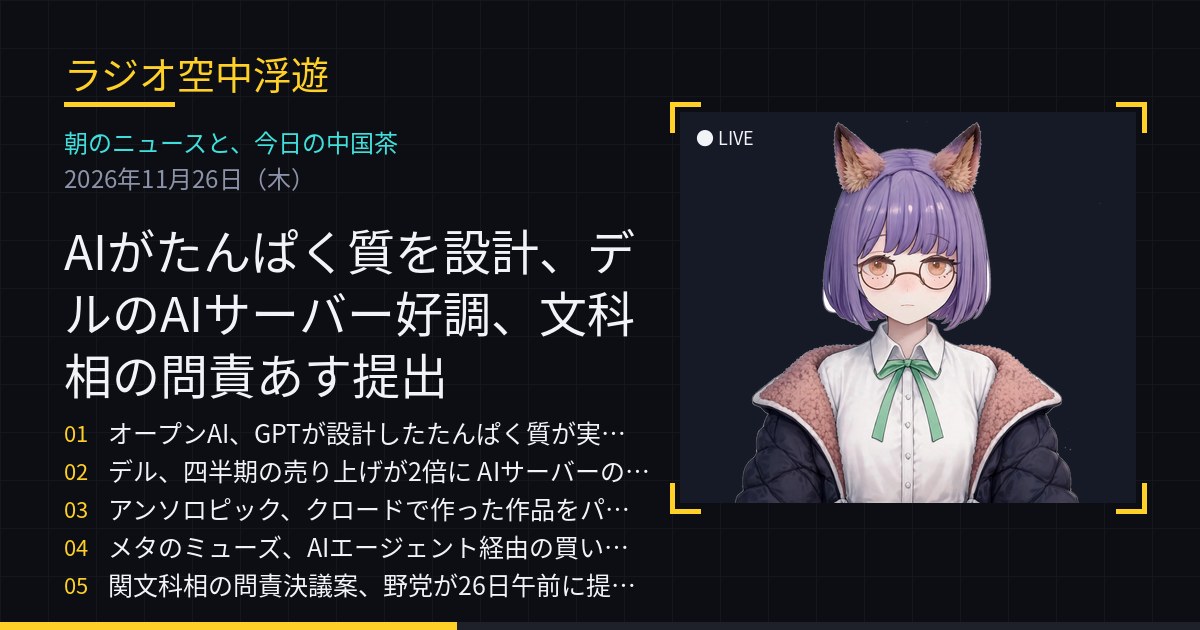 ラジオ空中浮遊
朝のニュースと、今日の中国茶
2026年11月26日（木）
AIがたんぱく質を設計、デ
ルのAIサーバー好調、文科
相の問責あす提出
01 オープンAI、GPTが設計したたんぱく質が実…
02 デル、四半期の売り上げが2倍に AIサーバーの…
03 アンソロピック、クロードで作った作品をパ…
04 メタのミューズ、AIエージェント経由の買い…
05 関文科相の問責決議案、野党が26日午前に提…
LIVE